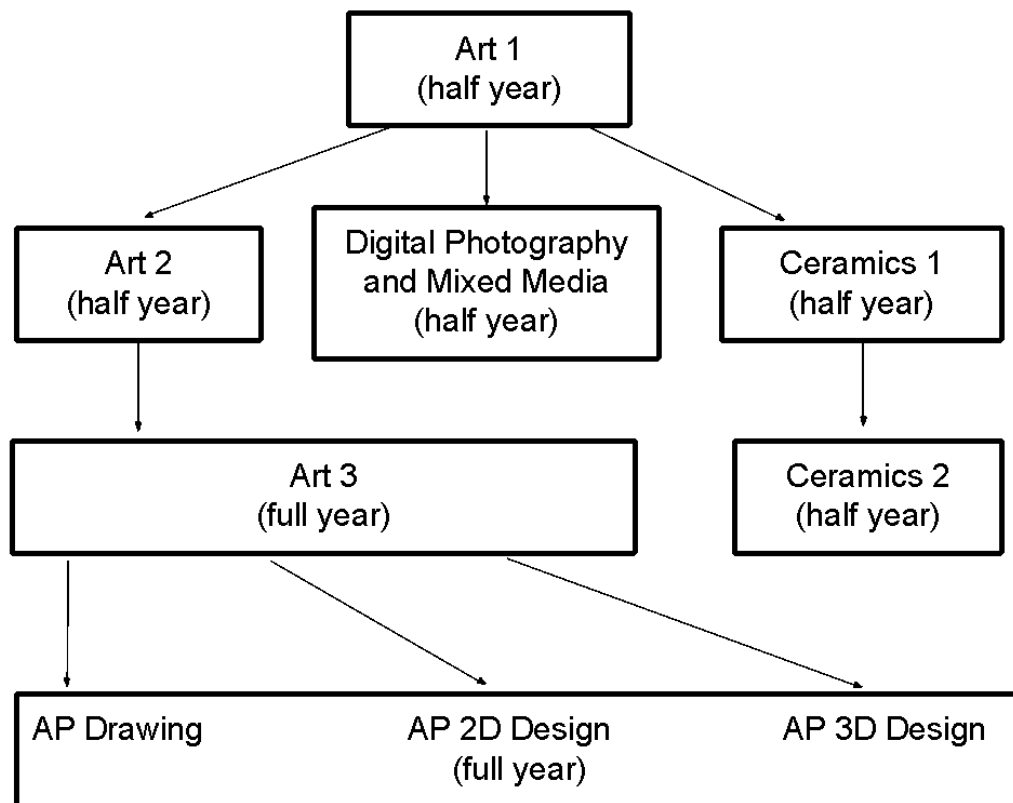 Art 1
(half year)
Art 2
(half year)
Digital Photography
and Mixed Media
(half year)
Ceramics 1
(half year)
Art 3
(full year)
Ceramics 2
(half year)
AP Drawing AP 2D Design AP 3D Design
(full year)